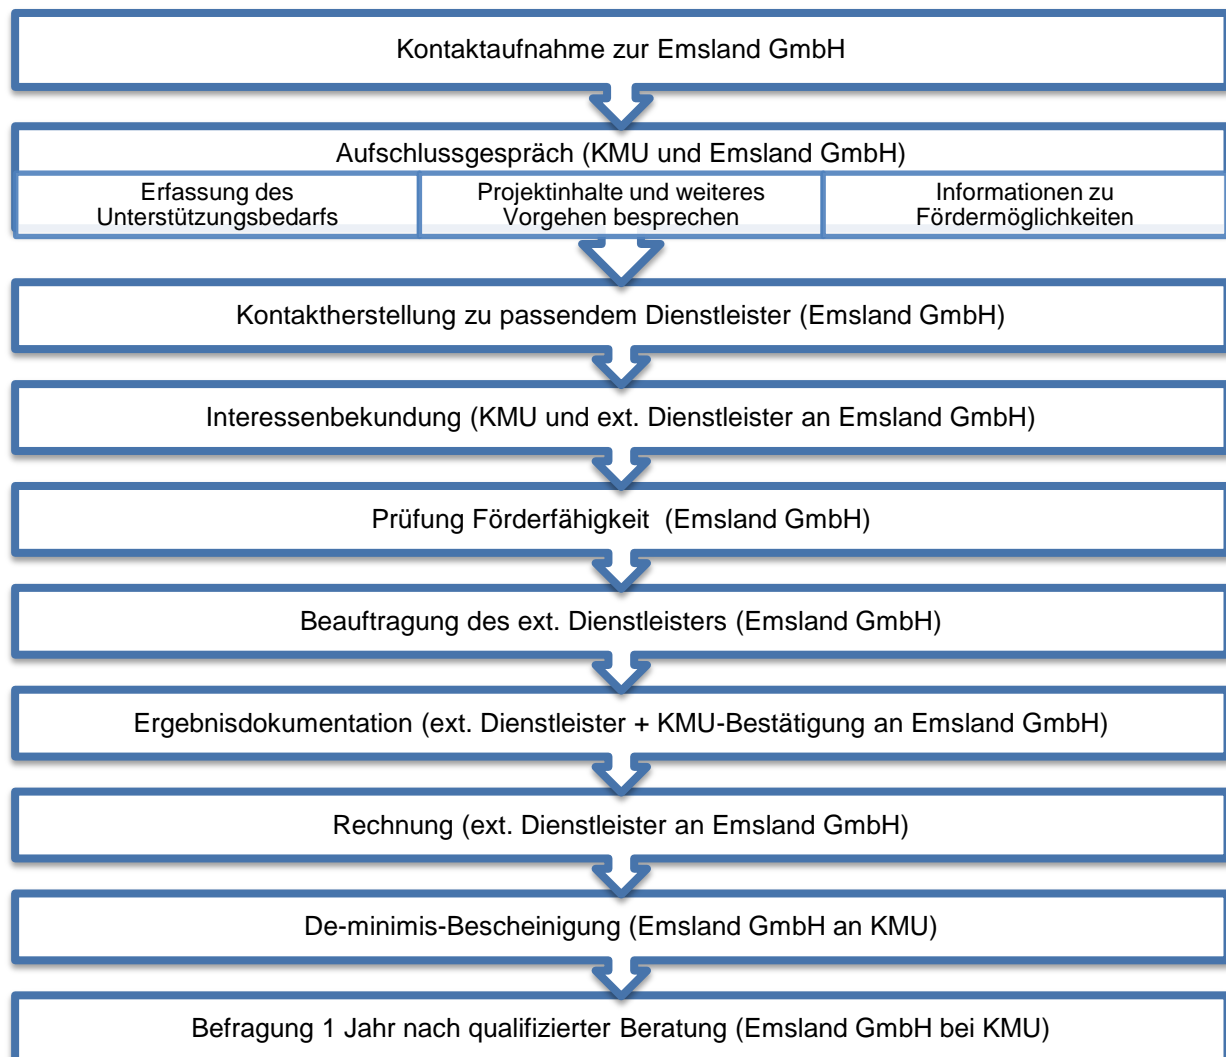 Kontaktaufnahme zur Emsland GmbH
Aufschlussgespräch (KMU und Emsland GmbH)
Erfassung des
Unterstützungsbedarfs
Projektinhalte und weiteres
Vorgehen besprechen
Informationen zu
Fördermöglichkeiten
Kontaktherstellung zu passendem Dienstleister (Emsland GmbH)
Interessenbekundung (KMU und ext. Dienstleister an Emsland GmbH)
Prüfung Förderfähigkeit  (Emsland GmbH)
Beauftragung des ext. Dienstleisters (Emsland GmbH)
Ergebnisdokumentation (ext. Dienstleister + KMU-Bestätigung an Emsland GmbH)
Rechnung (ext. Dienstleister an Emsland GmbH)
De-minimis-Bescheinigung (Emsland GmbH an KMU)
Befragung 1 Jahr nach qualifizierter Beratung (Emsland GmbH bei KMU)